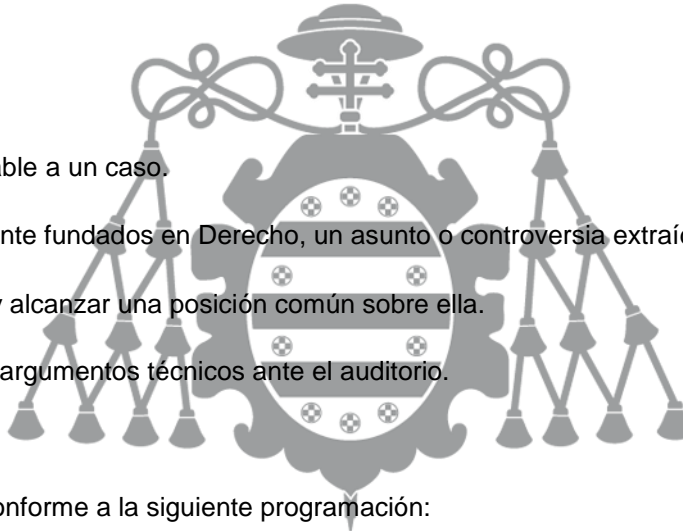 able a un caso.
nte fundados en Derecho, un asunto o controversia extraí
y alcanzar una posición común sobre ella.
argumentos técnicos ante el auditorio.
onforme a la siguiente programación: